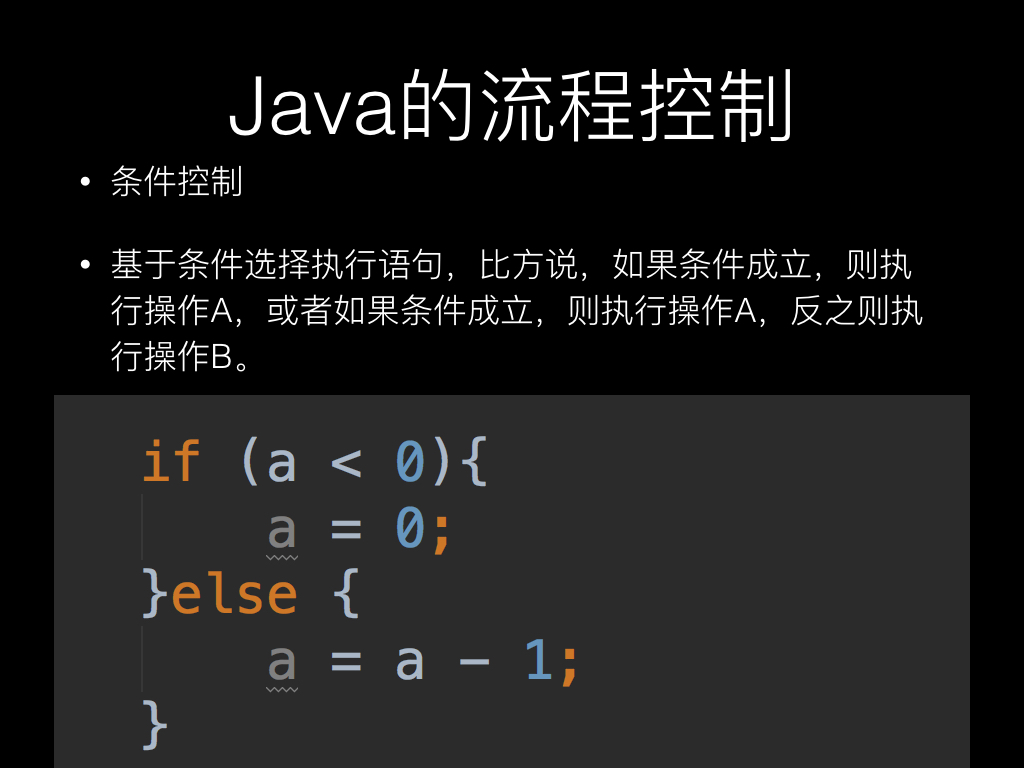 Java的流程控制
• 条件控制
• 基于条件选择执行语句，比方说，如果条件成立，则执
行操作A，或者如果条件成立，则执行操作A，反之则执
行操作B。
if (a < 0){
    a = 0;
}else {
    a = a - 1;
}